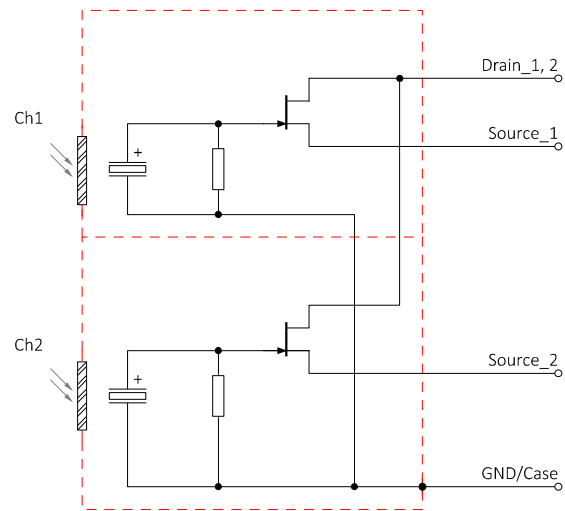 Drain_1, 2
Ch1
Source_1
+
Ch2
Source_2
+
GND/Case